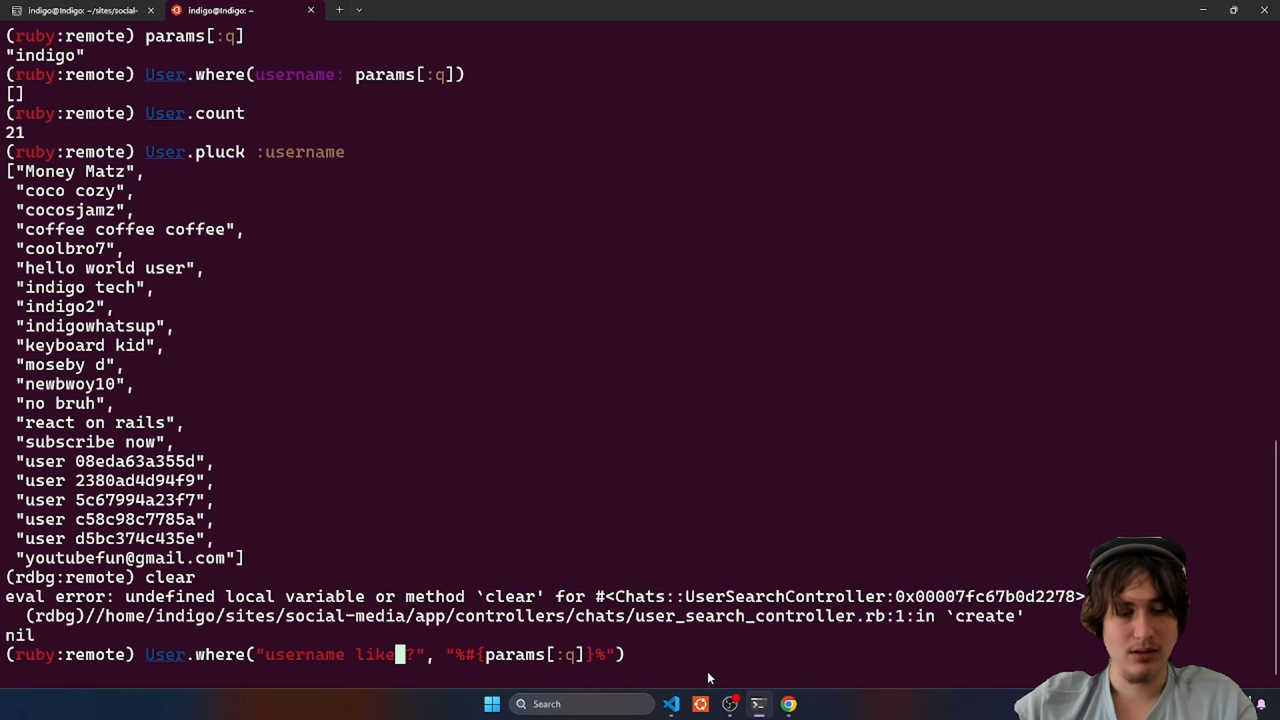 indigo@Indigo: ~/sites/social-
indigo@Indigo: ~
(ruby:remote) params[:q]
"indigo"
(ruby:remote) User.where(username: params[:q])
[]
(ruby:remote) User.count
21
(ruby:remote) User.pluck :username
["Money Matz",
"coco cozy",
"cocosjamz",
"coffee coffee coffee",
"coolbro7",
"hello world user",
"indigo tech",
"indigo2",
"indigowhatsup",
"keyboard kid",
"moseby d",
"newbwoy10",
"no bruh",
"react on rails",
"subscribe now",
"user 08eda63a355d",
"user 2380ad4d94f9",
"user 5c67994a23f7",
"user c58c98c7785a",
"user d5bc374c435e",
"youtubefun@gmail.com"]
(rdbg:remote) clear
eval error: undefined local variable or method `clear' for #<Chats::UserSearchController:0x00007fc67b0d2278>
(rdbg)//home/indigo/sites/social-media/app/controllers/chats/user_search_controller.rb:1:in `create'
nil
(ruby:remote) User.where("username like ?", "%#{params[:q]}%")
Search